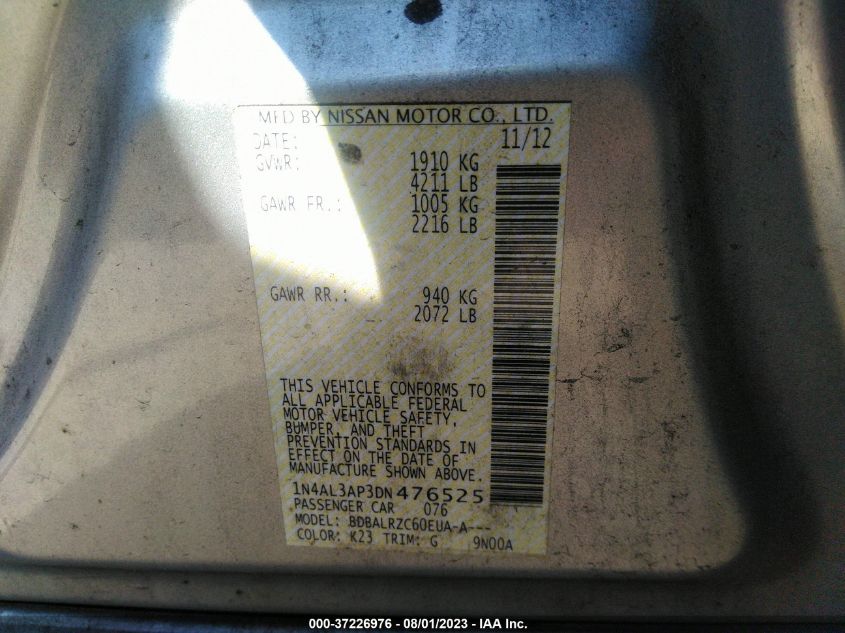 MFD BY NISSAN MOTOR CO., LTD.
DATE: 11/12
GVWR: 1910 KG
4211 LB
GAWR FR.: 1005 KG
2216 LB
GAWR RR.: 940 KG
2072 LB
THIS VEHICLE CONFORMS TO
ALL APPLICABLE FEDERAL
MOTOR VEHICLE SAFETY,
BUMPER, AND THEFT
PREVENTION STANDARDS IN
EFFECT ON THE DATE OF
MANUFACTURE SHOWN ABOVE.
1N4AL3AP3DN476525
PASSENGER CAR 076
MODEL: BDBALRZC60EUA-A---
COLOR: K23 TRIM: G 9N00A
000-37226976 - 08/01/2023 - IAA Inc.